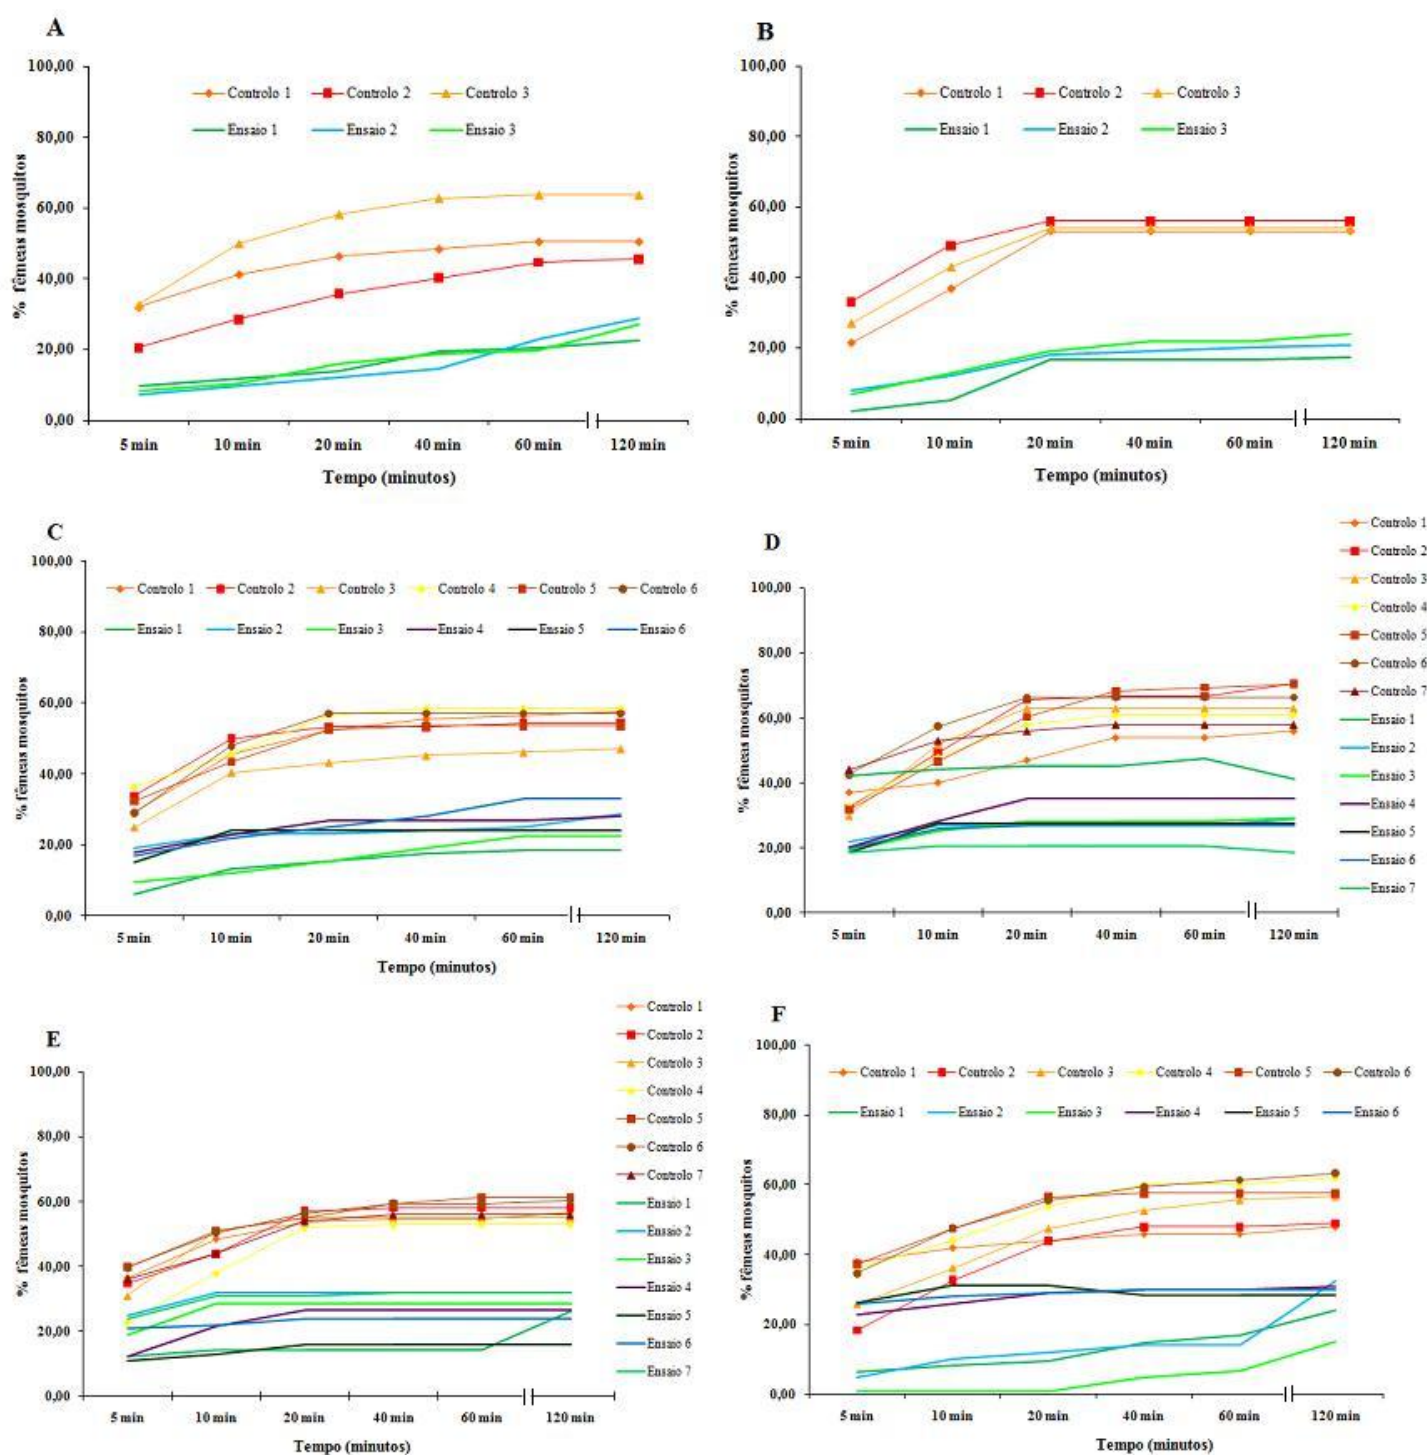 A
100,00
80,00
60,00
40,00
20,00
0,00
% fêmeas mosquitos
Controlo 1 Controlo 2 Controlo 3
Ensaio 1 Ensaio 2 Ensaio 3
5 min 10 min 20 min 40 min 60 min 120 min
Tempo (minutos)
B
100,00
80,00
60,00
40,00
20,00
0,00
% fêmeas mosquitos
Controlo 1 Controlo 2 Controlo 3
Ensaio 1 Ensaio 2 Ensaio 3
5 min 10 min 20 min 40 min 60 min 120 min
Tempo (minutos)
C
100,00
80,00
60,00
40,00
20,00
0,00
% fêmeas mosquitos
Controlo 1 Controlo 2 Controlo 3 Controlo 4 Controlo 5 Controlo 6
Ensaio 1 Ensaio 2 Ensaio 3 Ensaio 4 Ensaio 5 Ensaio 6
5 min 10 min 20 min 40 min 60 min 120 min
Tempo (minutos)
D
100,00
80,00
60,00
40,00
20,00
0,00
% fêmeas mosquitos
5 min 10 min 20 min 40 min 60 min 120 min
Controlo 1
Controlo 2
Controlo 3
Controlo 4
Controlo 5
Controlo 6
Controlo 7
Ensaio 1
Ensaio 2
Ensaio 3
Ensaio 4
Ensaio 5
Ensaio 6
Ensaio 7
E
100,00
80,00
60,00
40,00
20,00
0,00
% fêmeas mosquitos
5 min 10 min 20 min 40 min 60 min 120 min
Tempo (minutos)
Controlo 1
Controlo 2
Controlo 3
Controlo 4
Controlo 5
Controlo 6
Controlo 7
Ensaio 1
Ensaio 2
Ensaio 3
Ensaio 4
Ensaio 5
Ensaio 6
Ensaio 7
F
100,00
80,00
60,00
40,00
20,00
0,00
% fêmeas mosquitos
Controlo 1 Controlo 2 Controlo 3 Controlo 4 Controlo 5 Controlo 6
Ensaio 1 Ensaio 2 Ensaio 3 Ensaio 4 Ensaio 5 Ensaio 6
5 min 10 min 20 min 40 min 60 min 120 min
Tempo (minutos)